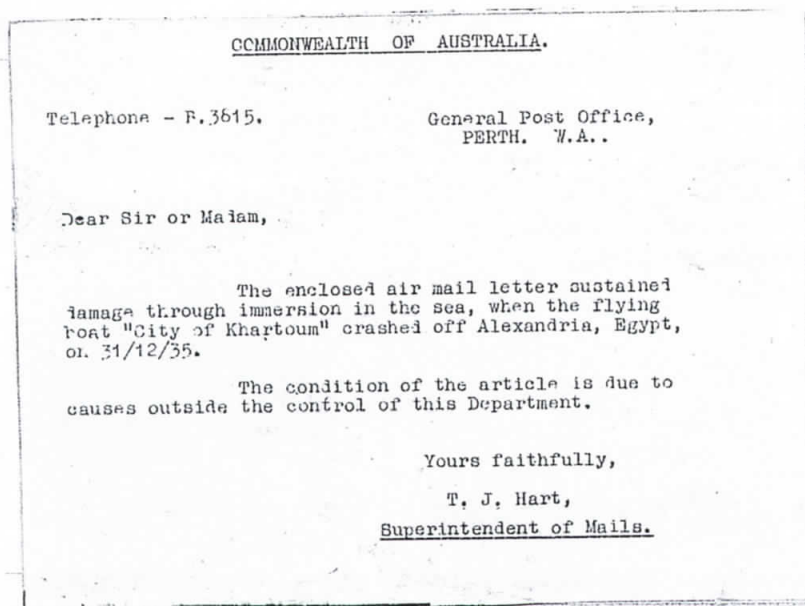 COMMONWEALTH OF AUSTRALIA.
Telephone - B.3615.
General Post Office,
PERTH. W.A..
Dear Sir or Madam,
The enclosed air mail letter sustained
damage through immersion in the sea, when the flying
boat "City of Khartoum" crashed off Alexandria, Egypt,
on 31/12/35.
The condition of the article is due to
causes outside the control of this Department.
Yours faithfully,
T. J. Hart,
Superintendent of Mails.